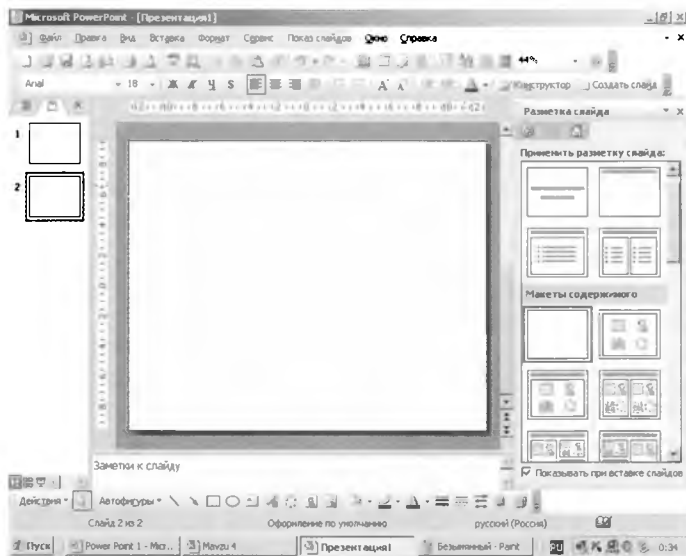 Microsoft PowerPoint - [Презентация1]
Файл Правка Вид Вставка Формат Сервис Показ слайдов Окно Справка
44%
Arial 18 Ж К Ч S Конструктор Создать слайд
Разметка слайда
Применить разметку слайда:
1
2
Макеты содержимого
Заметки к слайду
Показывать при вставке слайдов
Действия Автофигуры
Слайд 2 из 2 Оформление по умолчанию русский (Россия)
Пуск Power Point 1 - Micr... Mavzu 4 Презентация1 Безымянный - Paint RU 0:34